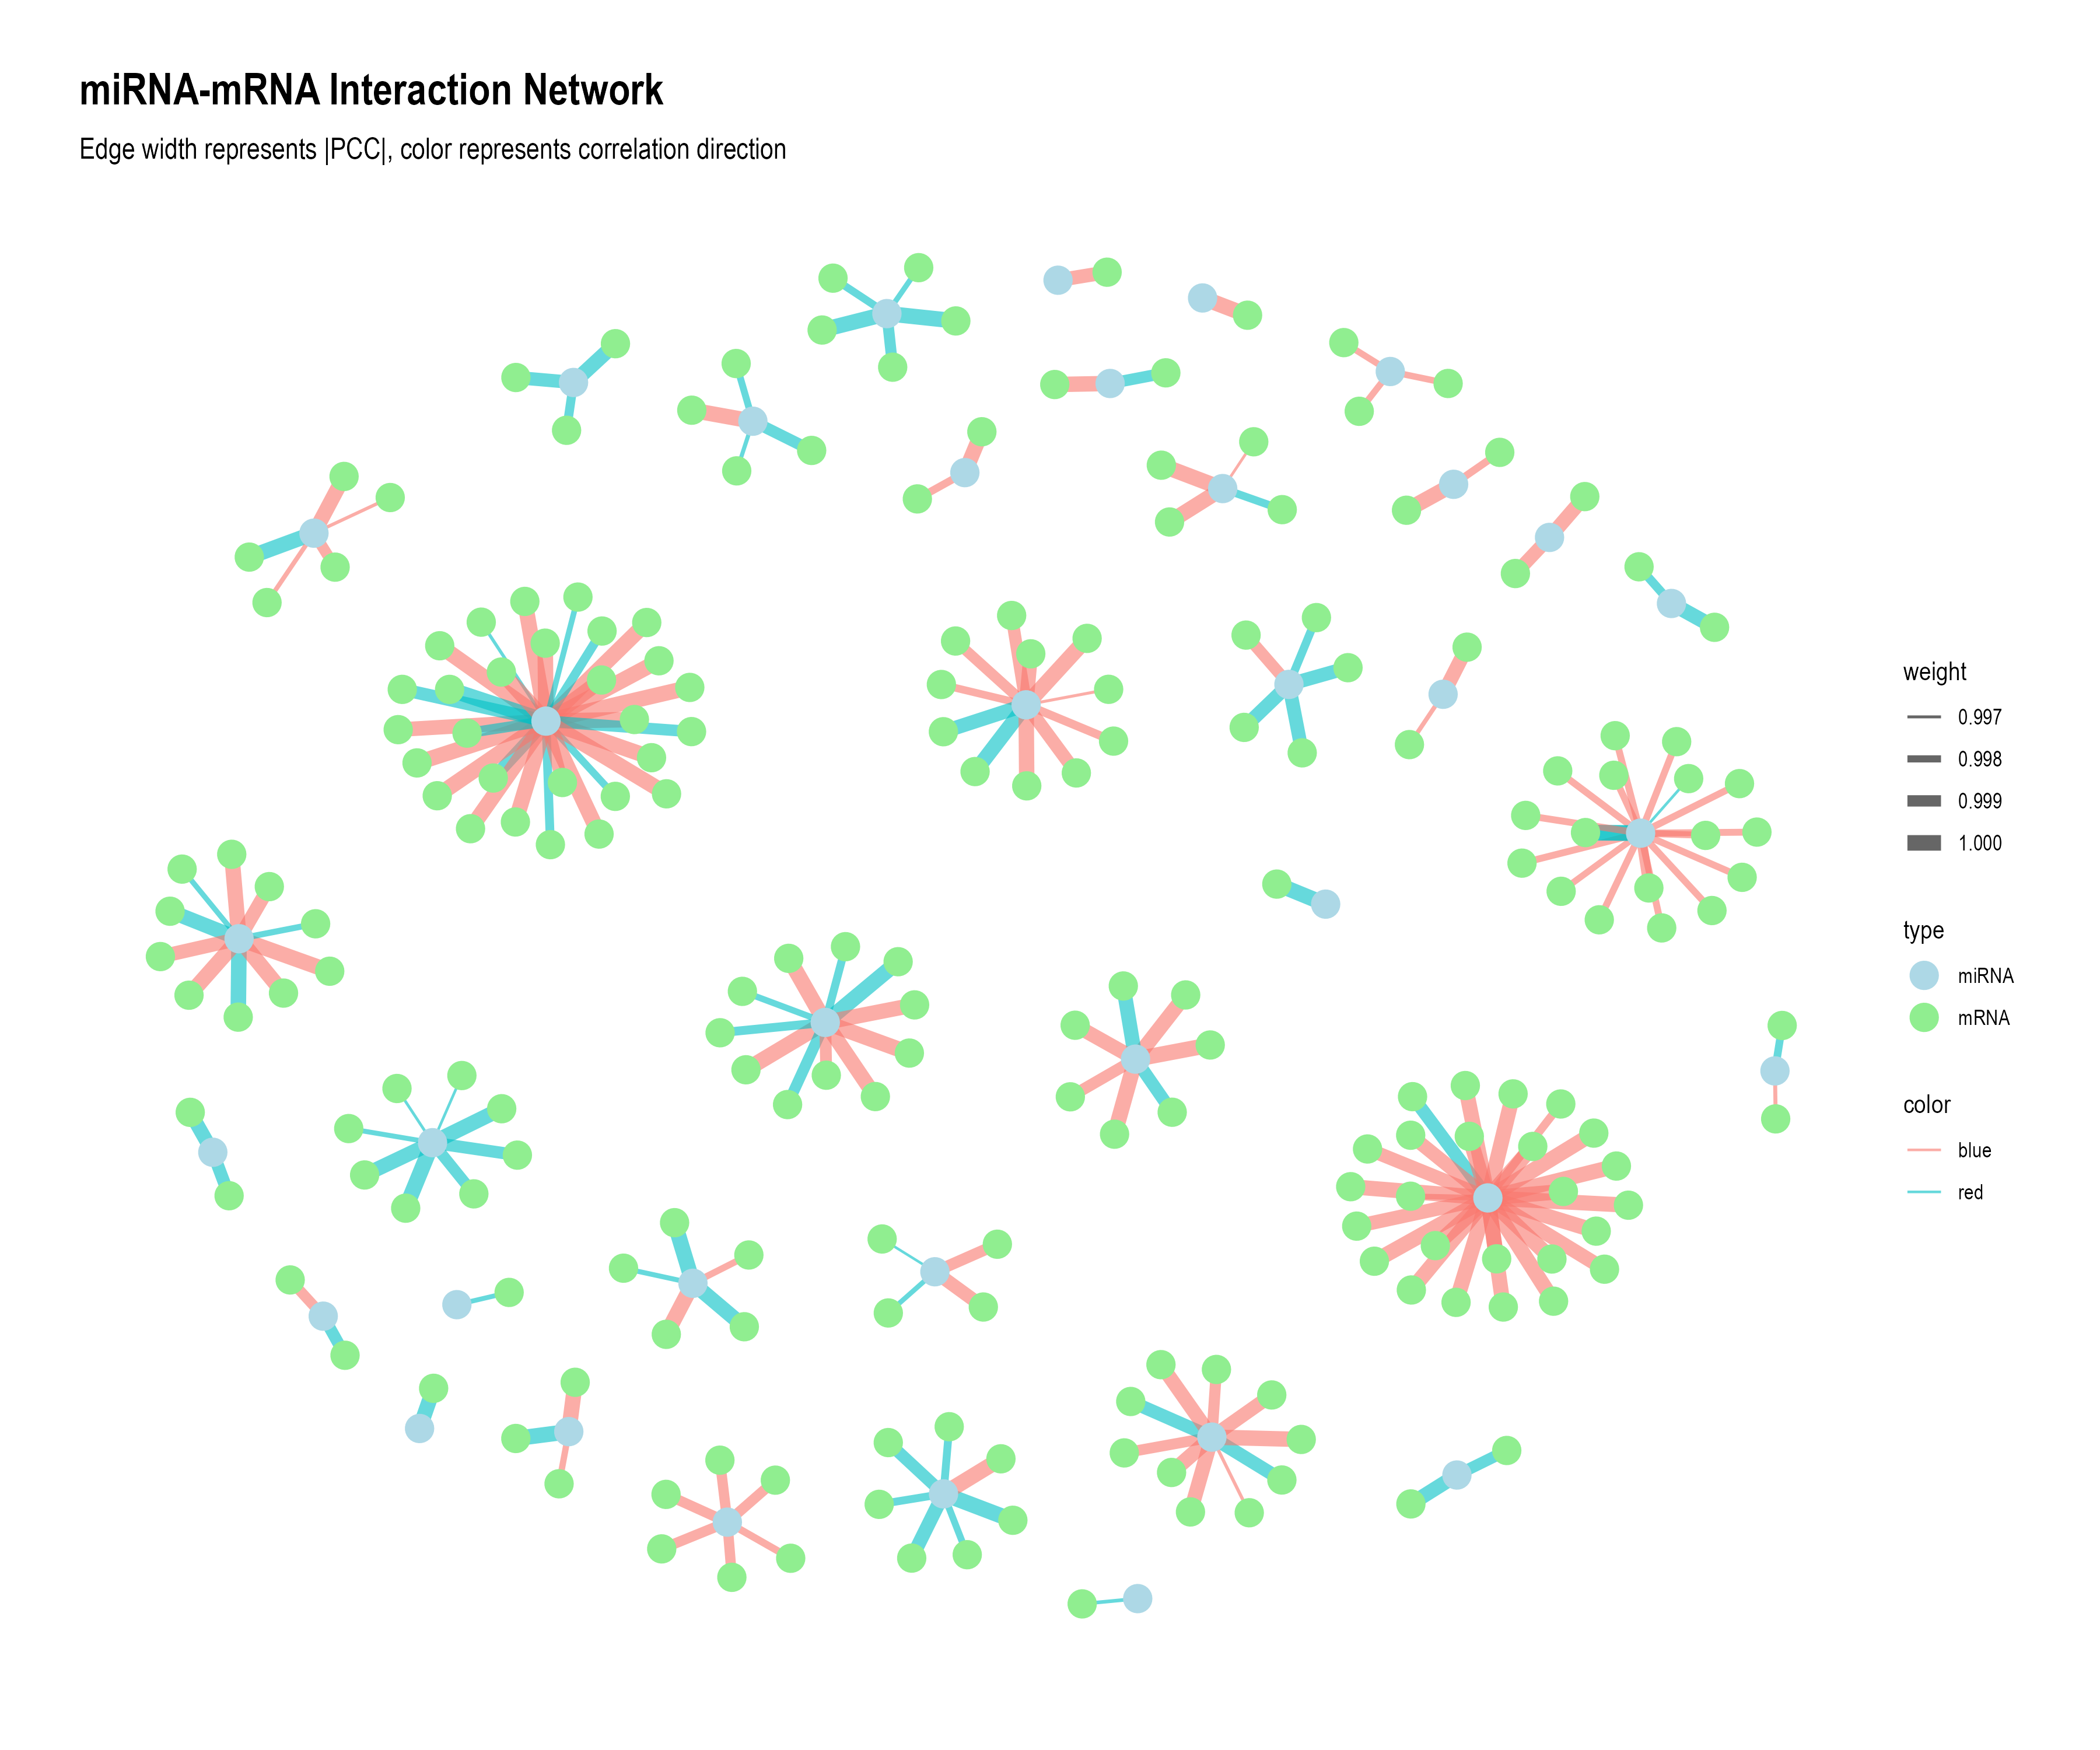 miRNA-mRNA Interaction Network
Edge width represents |PCC|, color represents correlation direction
weight
0.997
0.998
0.999
1.000
type
miRNA
mRNA
color
blue
red